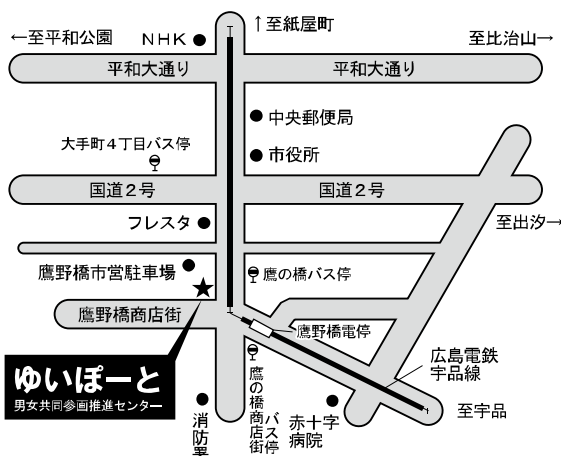 ↑至紙屋町
←至平和公園
NHK
至比治山→
平和大通り
平和大通り
中央郵便局
大手町4丁目バス停
市役所
国道2号
国道2号
フレスタ
至出汐→
鷹野橋市営駐車場
鷹の橋バス停
鷹野橋商店街
鷹野橋電停
広島電鉄
宇品線
ゆいぽーと
男女共同参画推進センター
至宇品
消防署
鷹の橋商店街
バス停
赤十字
病院